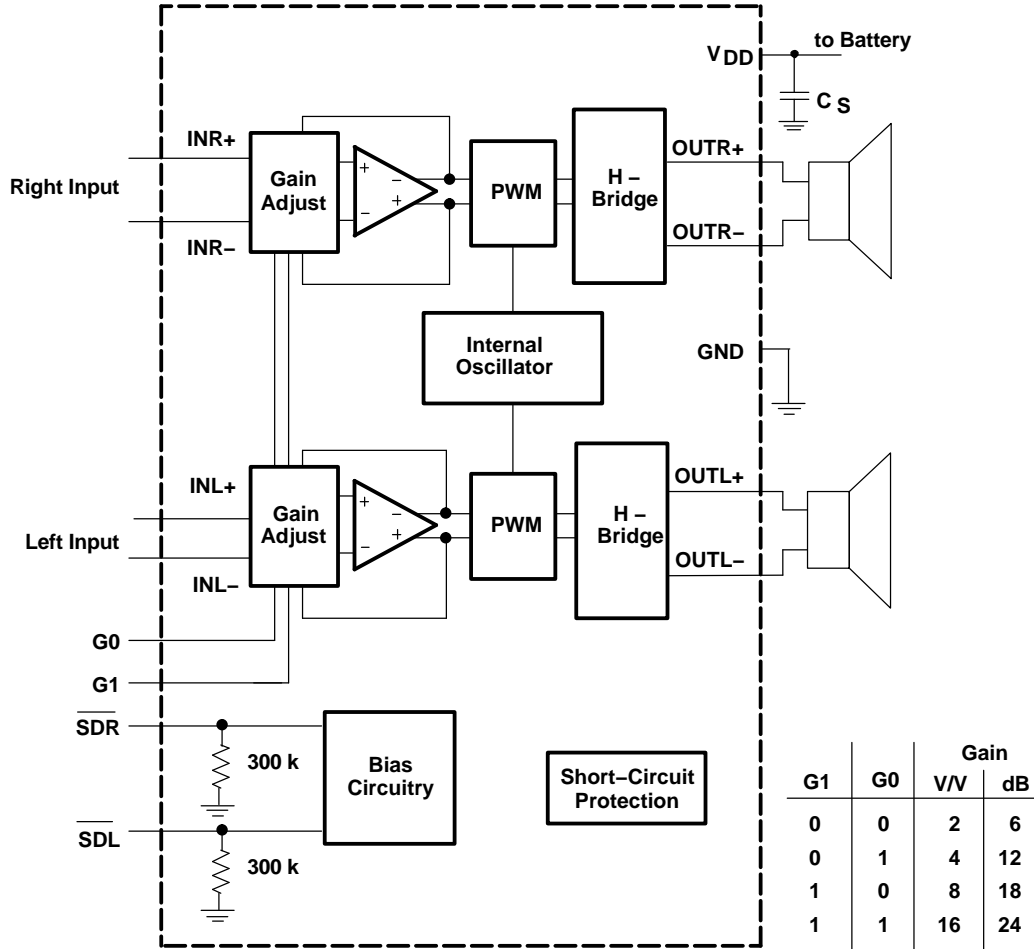 to Battery
VDD
CS
INR+
OUTR+
Right Input
Gain
Adjust
+
−
−
+
PWM
H −
Bridge
INR−
OUTR−
Internal
Oscillator
GND
INL+
OUTL+
Left Input
Gain
Adjust
+
−
−
+
PWM
H −
Bridge
INL−
OUTL−
G0
G1
SDR
300 k
Bias
Circuitry
Short−Circuit
Protection
SDL
300 k
Gain
G1 G0 V/V dB
0 0 2 6
0 1 4 12
1 0 8 18
1 1 16 24